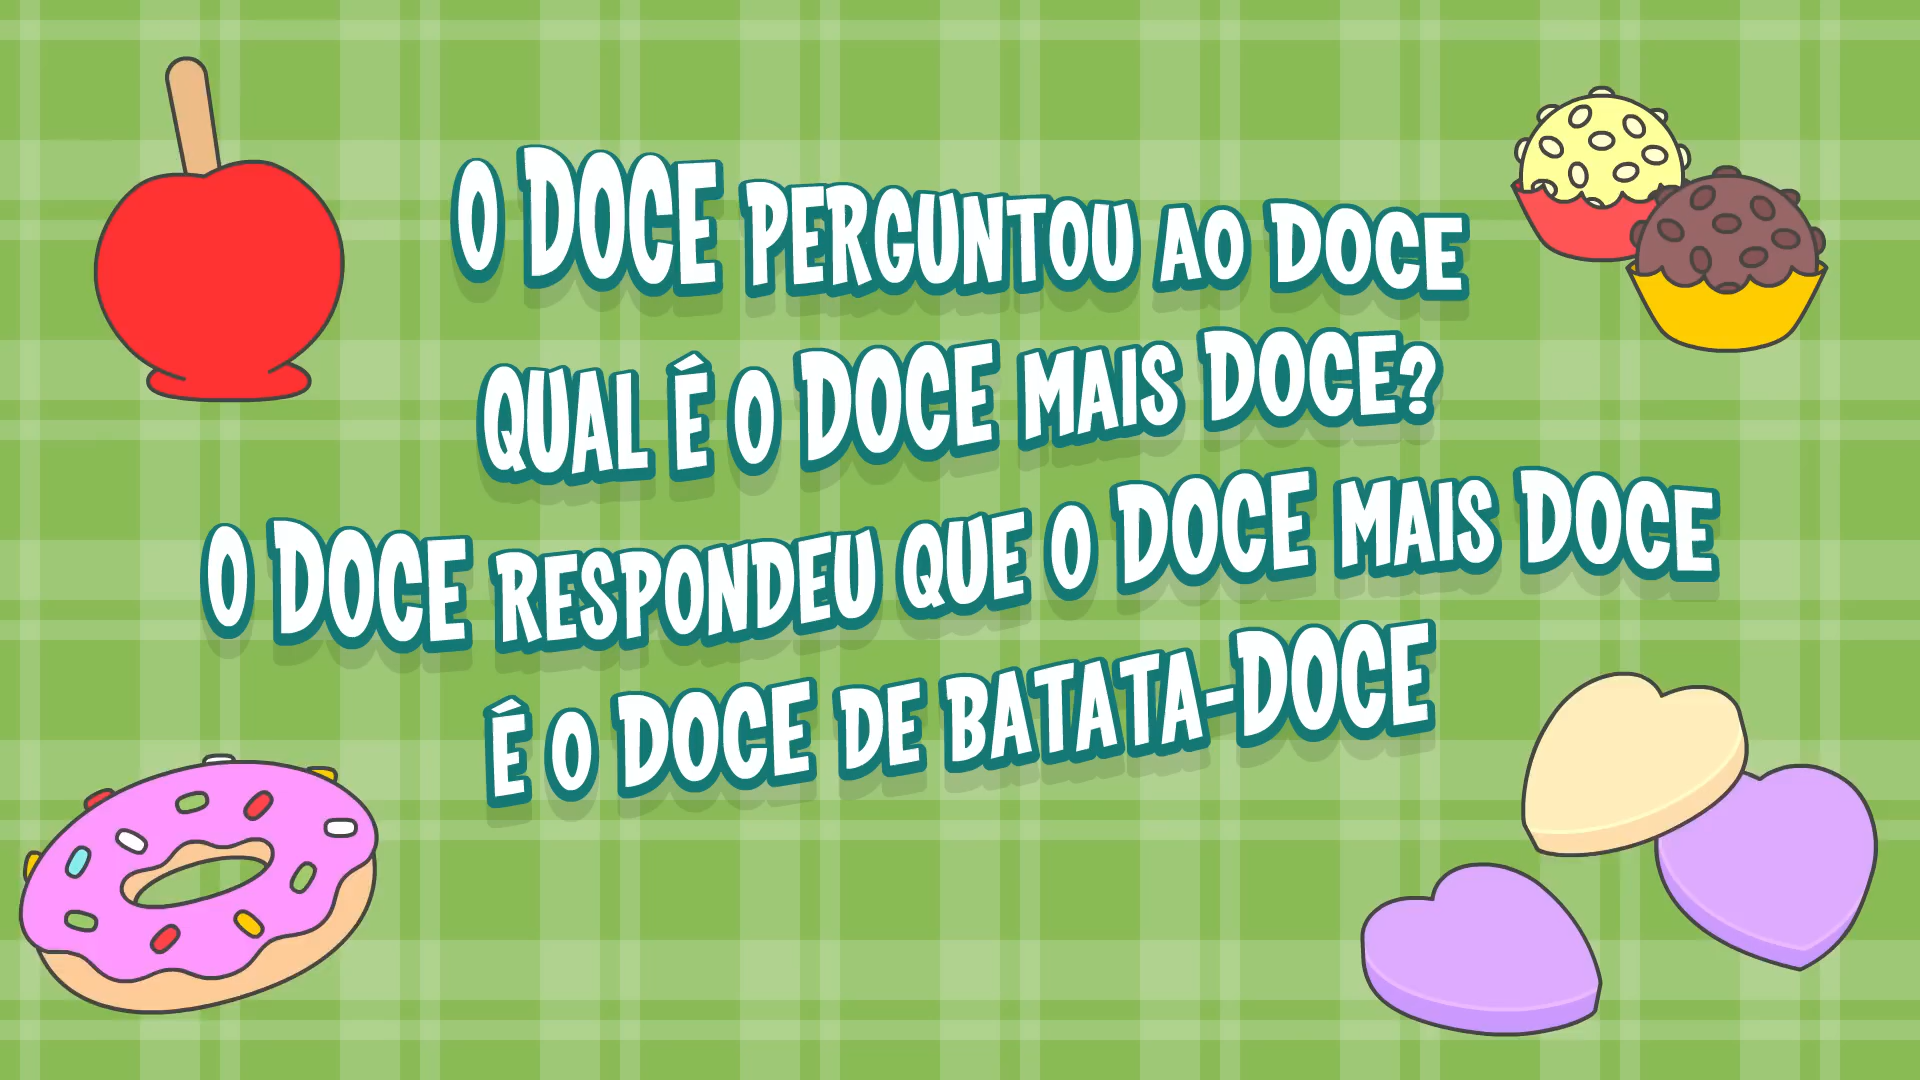 O DOCE PERGUNTOU AO DOCE
QUAL É O DOCE MAIS DOCE?
O DOCE RESPONDEU QUE O DOCE MAIS DOCE
É O DOCE DE BATATA-DOCE